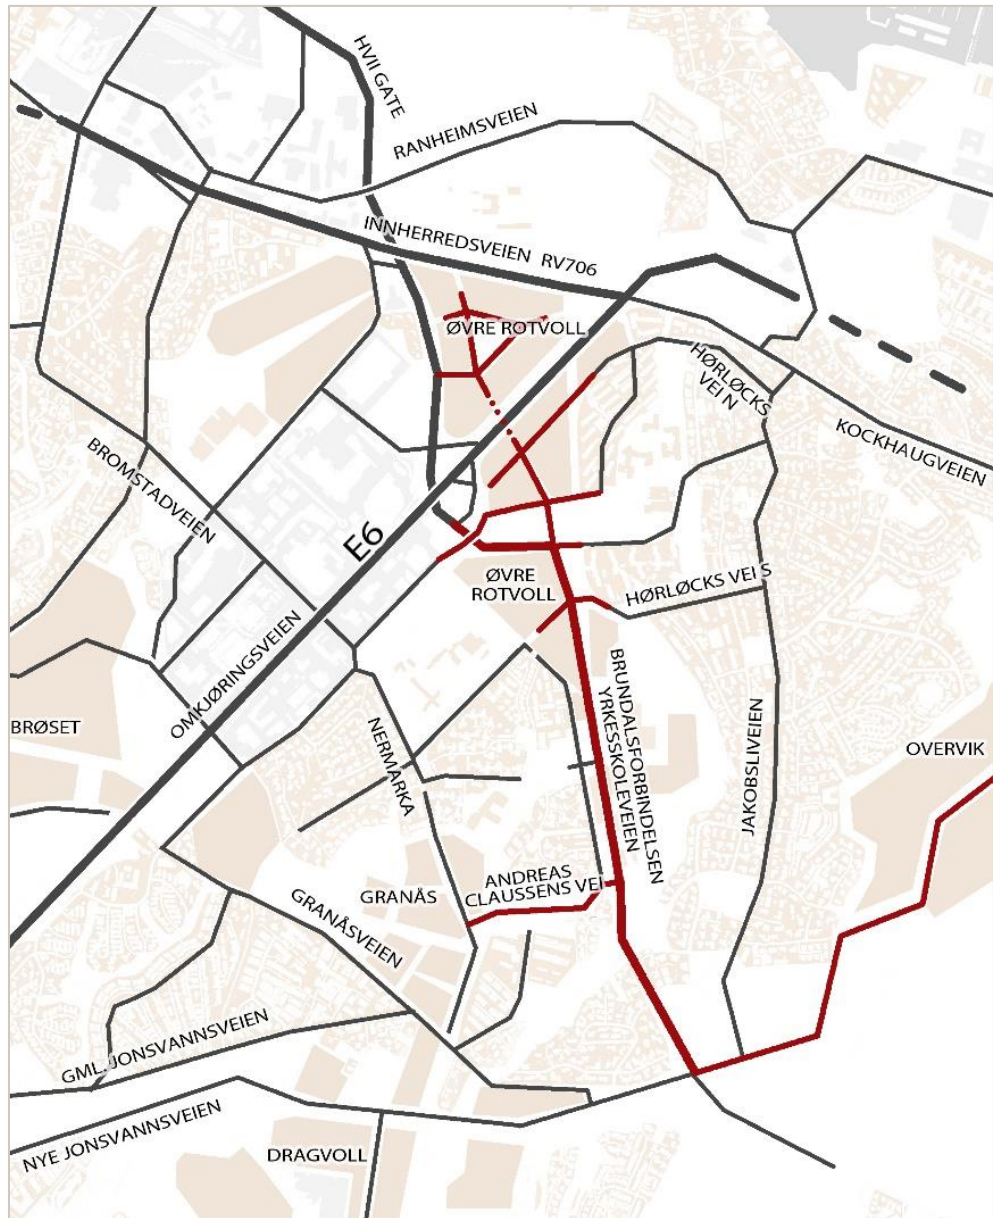 HVII GATE
RANHEIMSVEIEN
INNHERREDSVEIEN RV706
ØVRE ROTVOLL
HØRLØCKS
VEI N
KOCKHAUGVEIEN
BROMSTADVEIEN
E6
ØVRE
ROTVOLL
HØRLØCKS VEI S
OMKJØRINGSVEIEN
BRØSET
NERMARKA
BRUNDALSFORBINDELSEN
YRKESSKOLEVEIEN
JAKOBSLIVEIEN
OVERVIK
GRANÅS
ANDREAS
CLAUSSENS VEI
GRANÅSVEIEN
GML. JONSVANNSVEIEN
NYE JONSVANNSVEIEN
DRAGVOLL